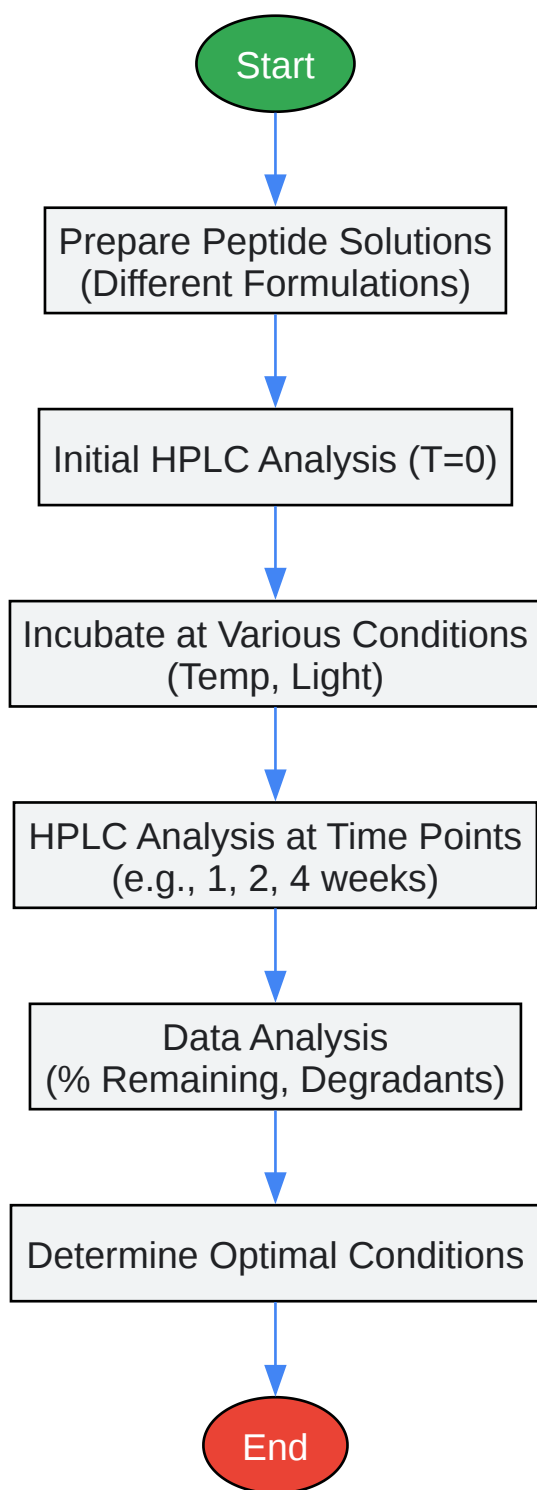 Start
Prepare Peptide Solutions
(Different Formulations)
Initial HPLC Analysis (T=0)
Incubate at Various Conditions
(Temp, Light)
HPLC Analysis at Time Points
(e.g., 1, 2, 4 weeks)
Data Analysis
(% Remaining, Degradants)
Determine Optimal Conditions
End